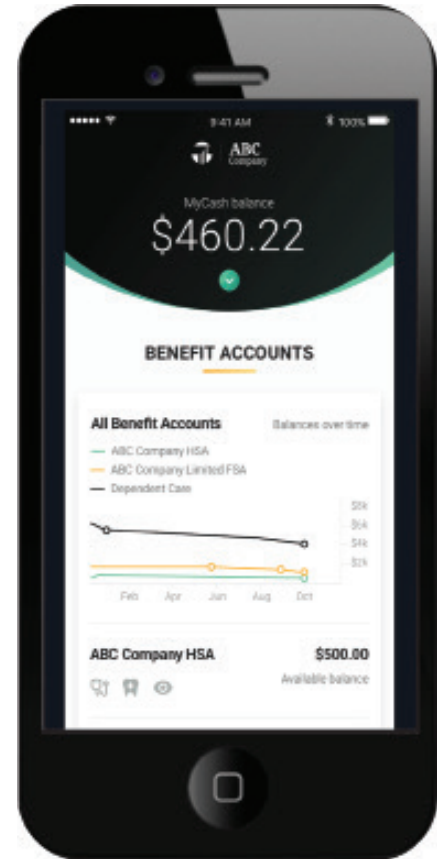 9:41 AM 100%
ABC
Company
MyCash balance
$460.22
BENEFIT ACCOUNTS
All Benefit Accounts Balances over time
ABC Company HSA
ABC Company Limited FSA
Dependent Care
$8k
$6k
$4k
$2k
Feb Apr Jun Aug Oct
ABC Company HSA $500.00
Available balance